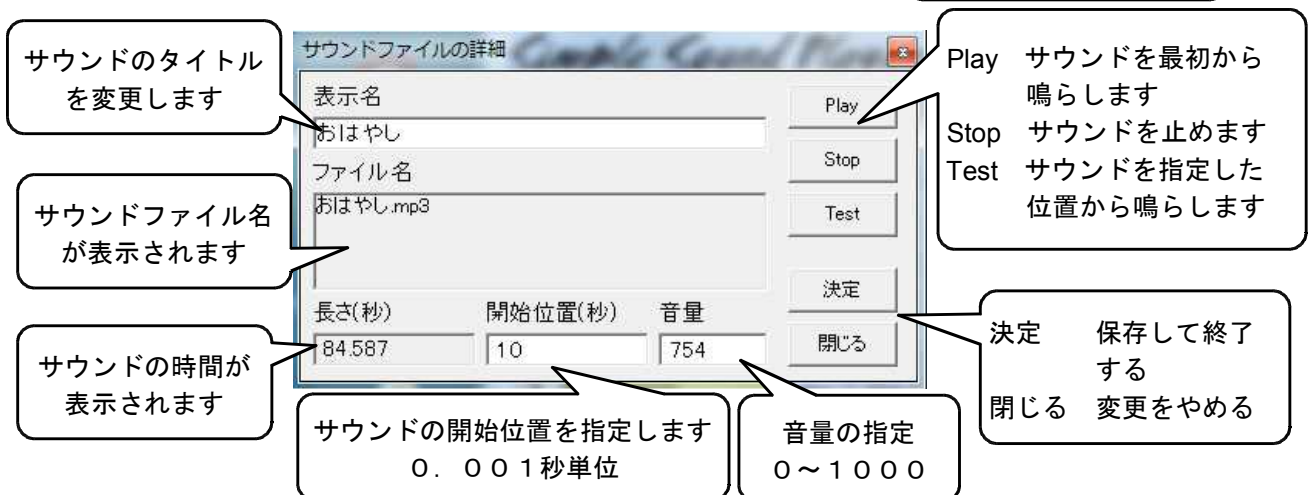 サウンドのタイトル
を変更します
サウンドファイル名
が表示されます
サウンドの時間が
表示されます
サウンドファイルの詳細
表示名
おはやし
ファイル名
おはやし.mp3
長さ(秒) 開始位置(秒) 音量
84.587 10 754
Play
Stop
Test
決定
閉じる
サウンドの開始位置を指定します
０．００１秒単位
音量の指定
０～１０００
Play サウンドを最初から
鳴らします
Stop サウンドを止めます
Test サウンドを指定した
位置から鳴らします
決定 保存して終了
する
閉じる 変更をやめる